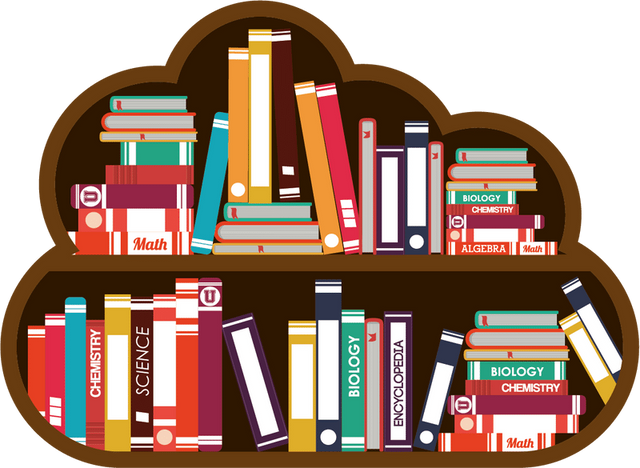 U
Math
BIOLOGY
CHEMISTRY
U
ALGEBRA Math
CHEMISTRY
SCIENCE
U
BIOLOGY
ENCYCLOPEDIA
BIOLOGY
CHEMISTRY
U
Math